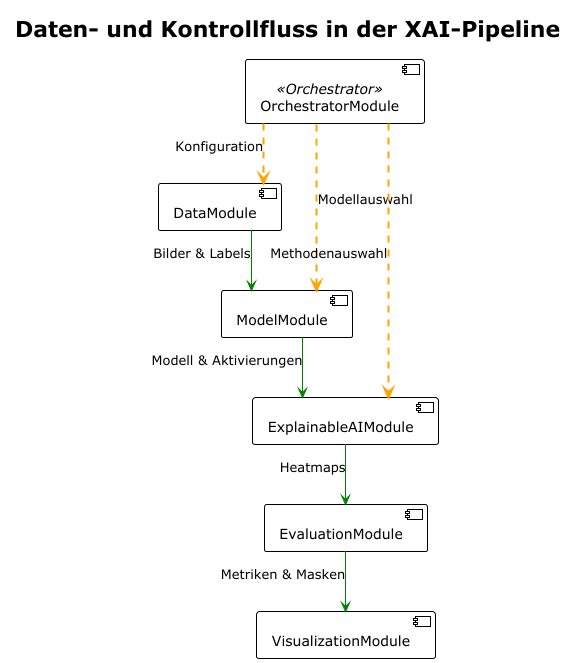 Daten- und Kontrollfluss in der XAI-Pipeline
«Orchestrator»
OrchestratorModule
Konfiguration
Modellauswahl
DataModule
Bilder & Labels
Methodenauswahl
ModelModule
Modell & Aktivierungen
ExplainableAIModule
Heatmaps
EvaluationModule
Metriken & Masken
VisualizationModule